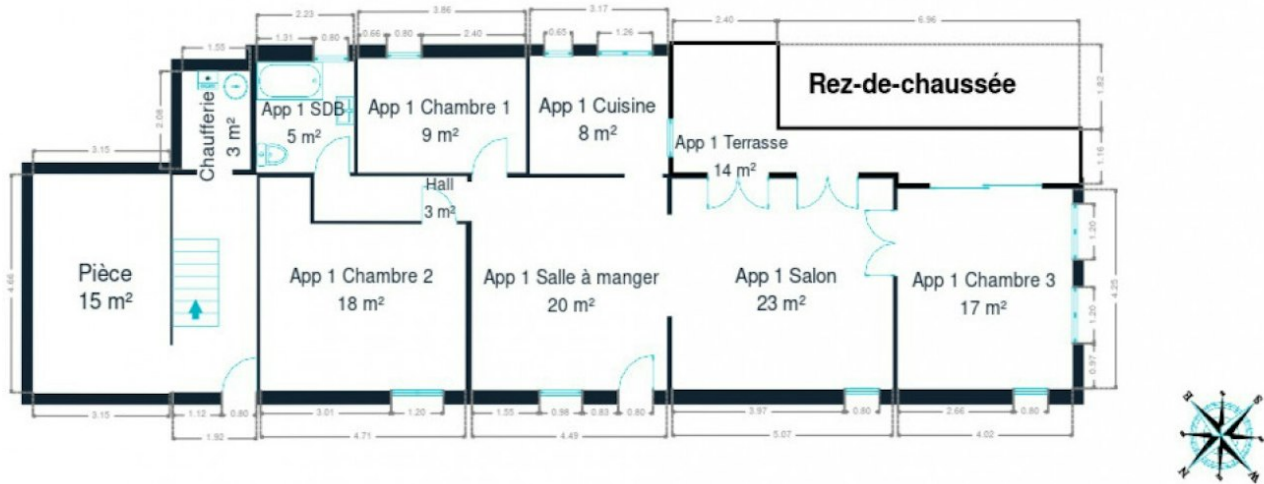 2.23
3.86
3.17
2.40
6.96
1.31
0.80
0.66
0.80
2.40
0.65
1.26
1.55
2.08
1.82
1.16
Rez-de-chaussée
Chaufferie
3 m²
App 1 SDB
5 m²
App 1 Chambre 1
9 m²
App 1 Cuisine
8 m²
App 1 Terrasse
14 m²
3.15
4.66
Hall
3 m²
Pièce
15 m²
App 1 Chambre 2
18 m²
App 1 Salle à manger
20 m²
App 1 Salon
23 m²
App 1 Chambre 3
17 m²
1.20
1.20
4.25
0.97
3.15
1.12
0.80
3.01
1.20
1.55
0.98
0.83
0.80
3.97
0.80
2.66
0.80
1.92
4.71
4.49
5.07
4.02
E
S
N
W